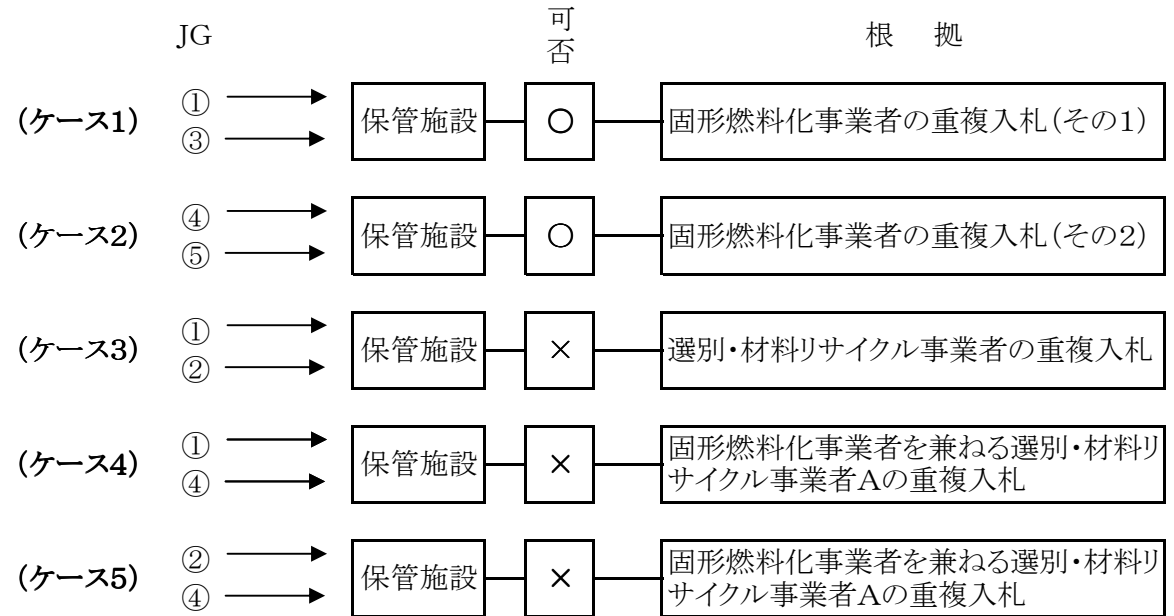 JG 可否 根拠
(ケース1) ① ③ 保管施設 ○ 固形燃料化事業者の重複入札(その1)
(ケース2) ④ ⑤ 保管施設 ○ 固形燃料化事業者の重複入札(その2)
(ケース3) ① ② 保管施設 × 選別・材料リサイクル事業者の重複入札
(ケース4) ① ④ 保管施設 × 固形燃料化事業者を兼ねる選別・材料リ
サイクル事業者Aの重複入札
(ケース5) ② ④ 保管施設 × 固形燃料化事業者を兼ねる選別・材料リ
サイクル事業者Aの重複入札